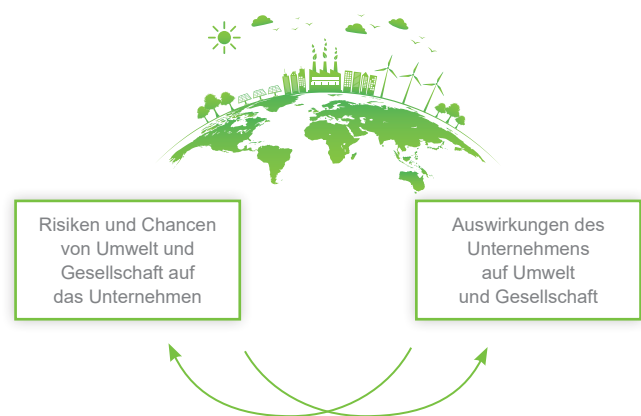 Risiken und Chancen
von Umwelt und
Gesellschaft auf
das Unternehmen
Auswirkungen des
Unternehmens
auf Umwelt
und Gesellschaft